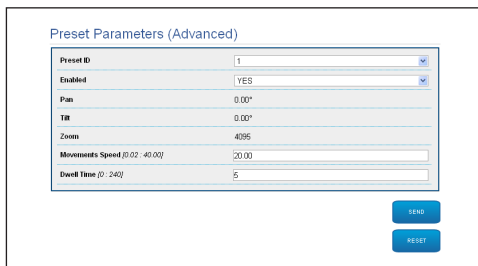 Preset Parameters (Advanced)
Preset ID 1
Enabled YES
Pan 0.00°
Tilt 0.00°
Zoom 4095
Movements Speed [0.02 : 40.00] 20.00
Dwell Time [0 : 240] 5
SEND
RESET